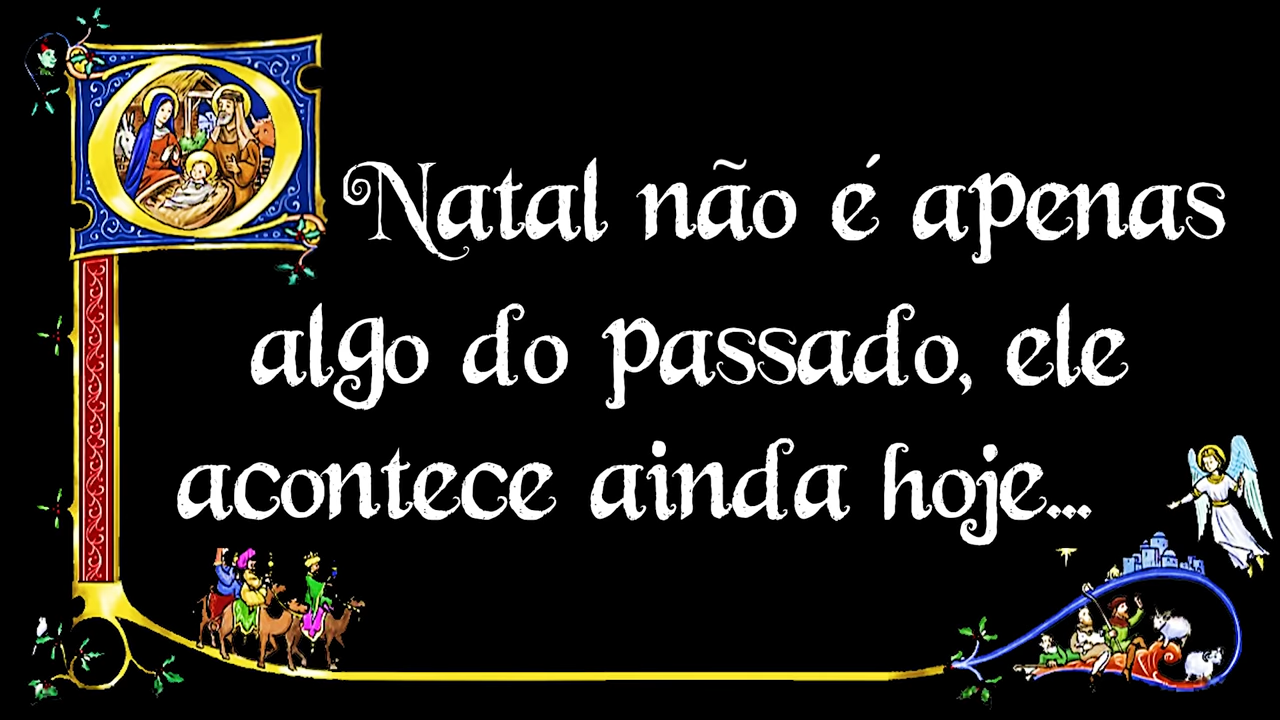 O Natal não é apenas
algo do passado, ele
acontece ainda hoje...